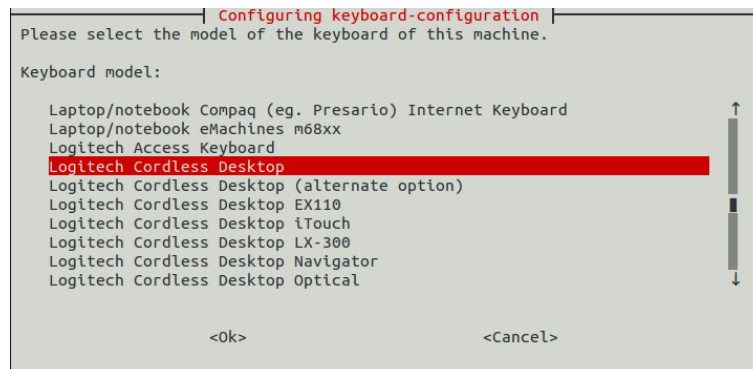 Configuring keyboard-configuration
Please select the model of the keyboard of this machine.
Keyboard model:
Laptop/notebook Compaq (eg. Presario) Internet Keyboard
Laptop/notebook eMachines m68xx
Logitech Access Keyboard
Logitech Cordless Desktop
Logitech Cordless Desktop (alternate option)
Logitech Cordless Desktop EX110
Logitech Cordless Desktop iTouch
Logitech Cordless Desktop LX-300
Logitech Cordless Desktop Navigator
Logitech Cordless Desktop Optical
<Ok> <Cancel>